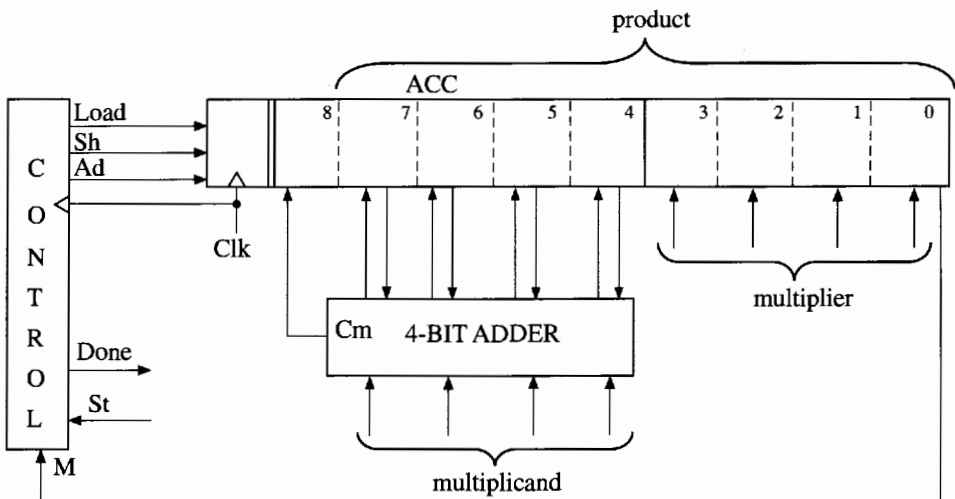 product
ACC
8 7 6 5 4 3 2 1 0
Load
Sh
Ad
CONTROL
Clk
multiplier
Cm 4-BIT ADDER
Done
St
M
multiplicand